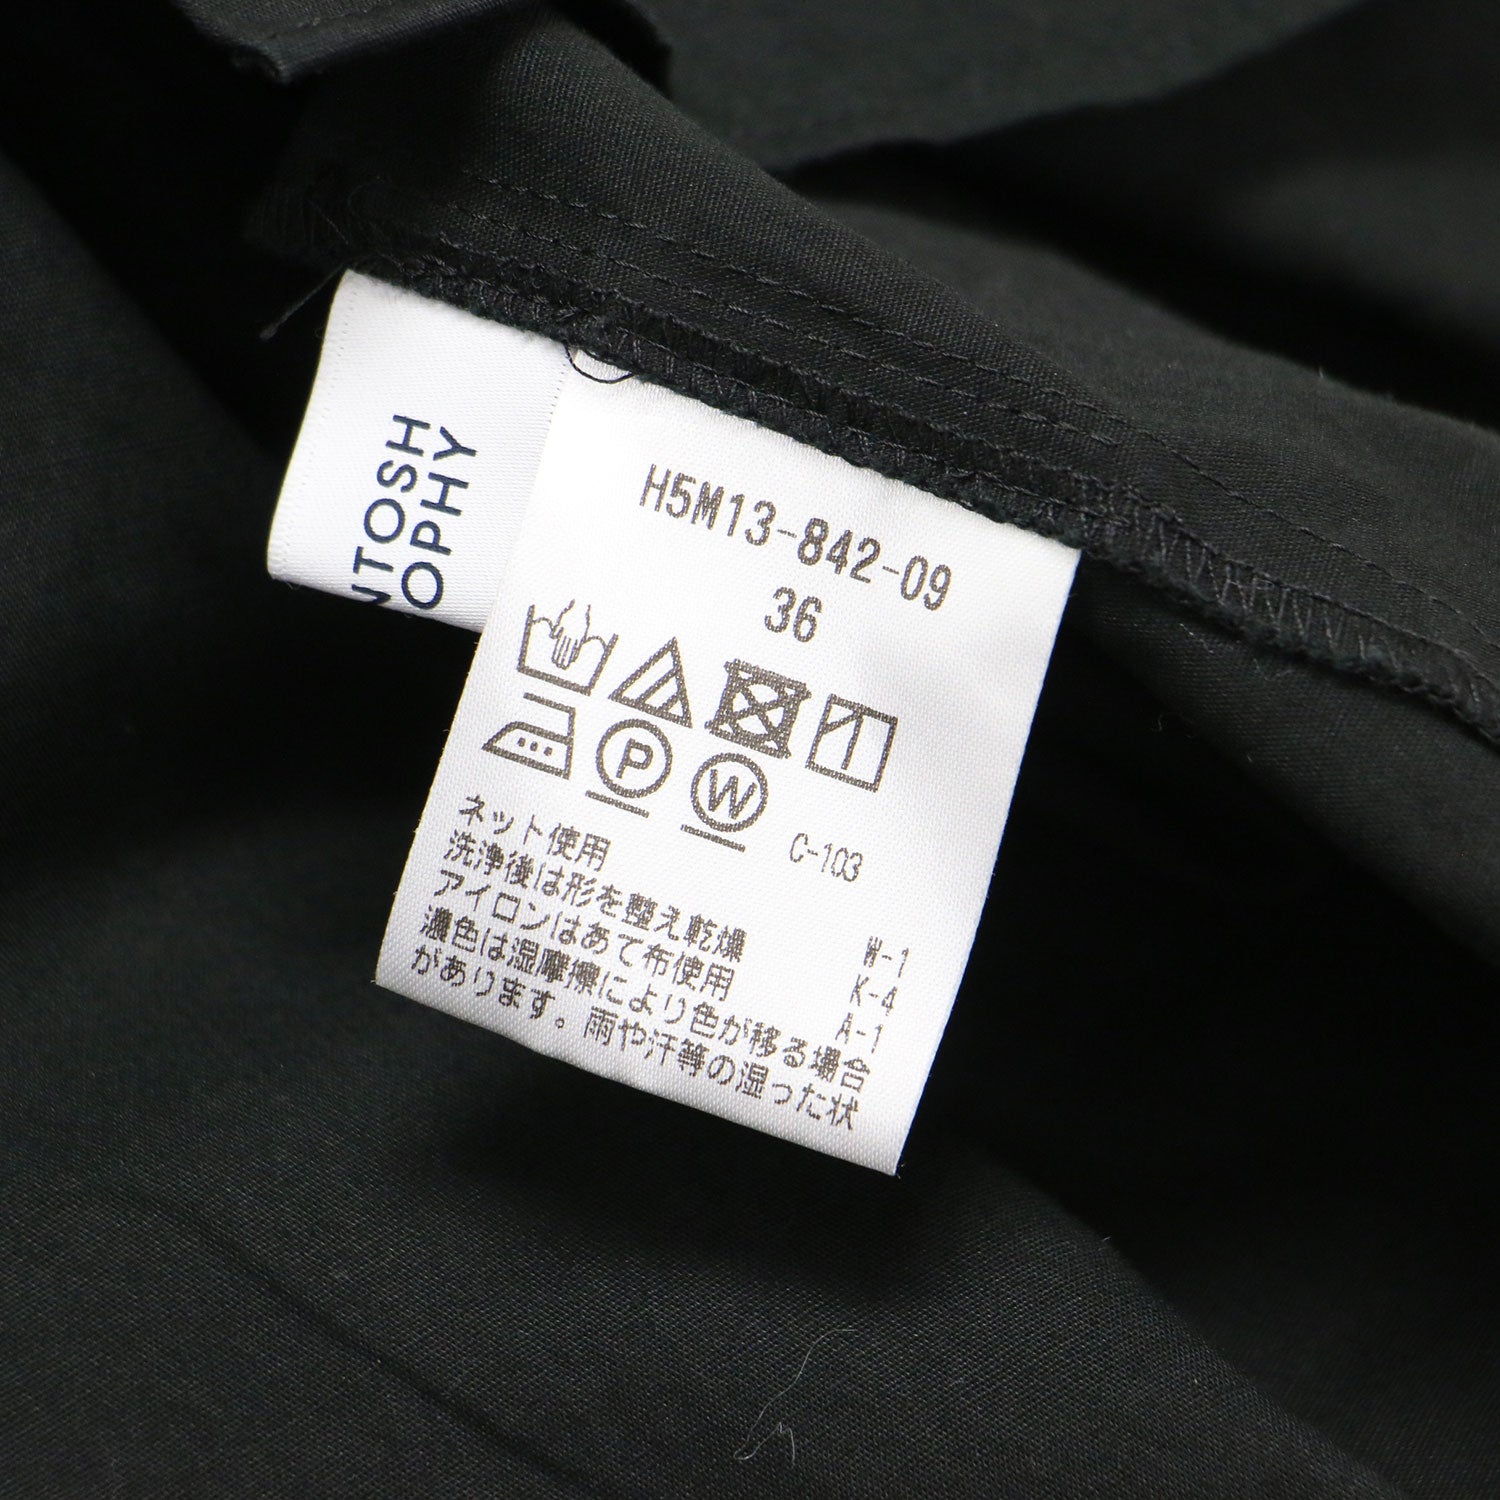 NTOSH
OPHY
H5M13-842-09
36
P
W
C-103
ネット使用
洗浄後は形を整え乾燥
アイロンはあて布使用
濃色は湿摩擦により色が移る場合
があります。雨や汗等の湿った状
W-1
K-4
A-1